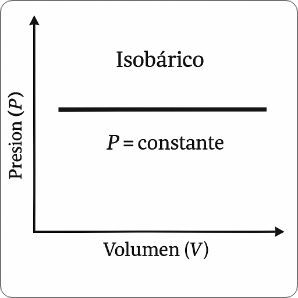 Isobárico
P = constante
Presion (P)
Volumen (V)